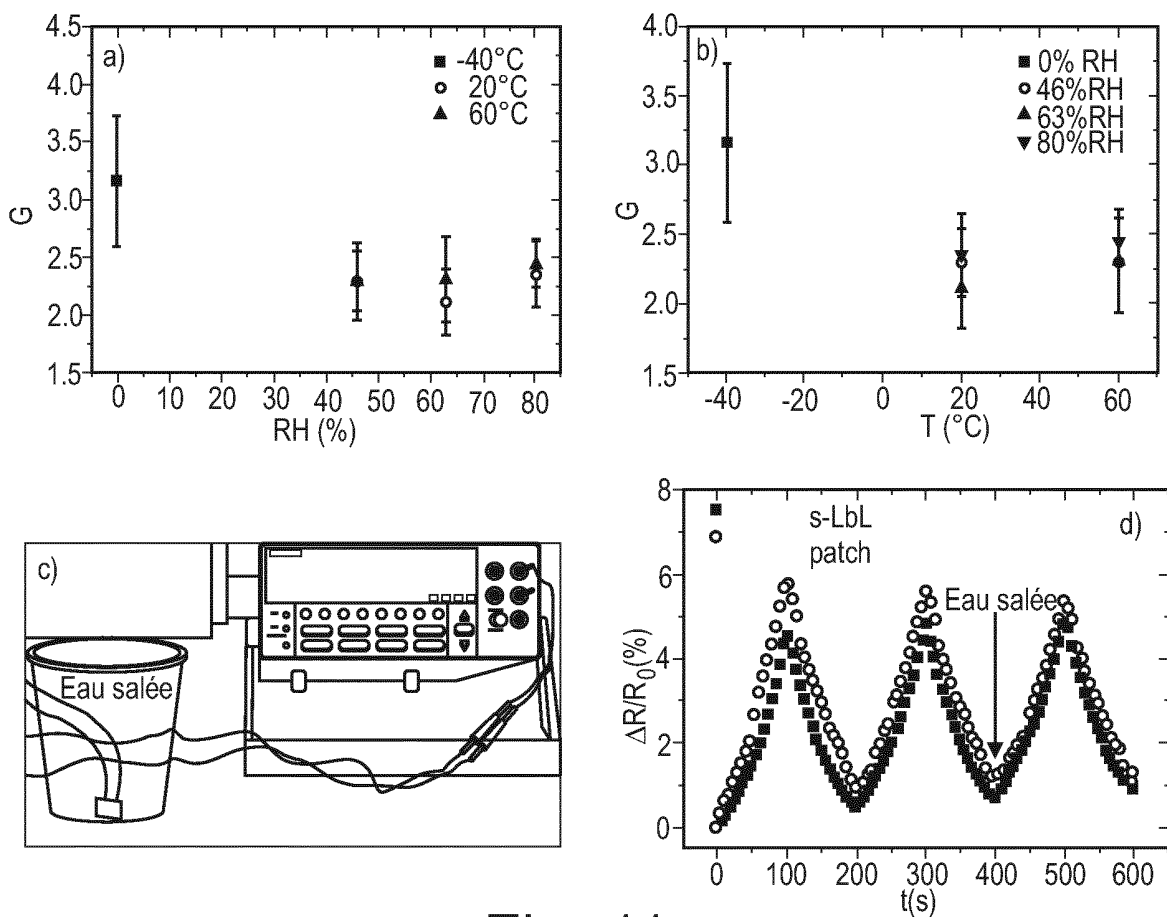 4.5
4.0
3.5
3.0
2.5
2.0
1.5
G
a)
-40°C
20°C
60°C
0 10 20 30 40 50 60 70 80
RH (%)
4.0
3.5
3.0
2.5
2.0
1.5
G
b)
0% RH
46%RH
63%RH
80%RH
-40 -20 0 20 40 60
T (°C)
c)
Eau salée
8
6
4
2
0
ΔR/R0(%)
s-LbL
patch
d)
Eau salée
0 100 200 300 400 500 600
t(s)